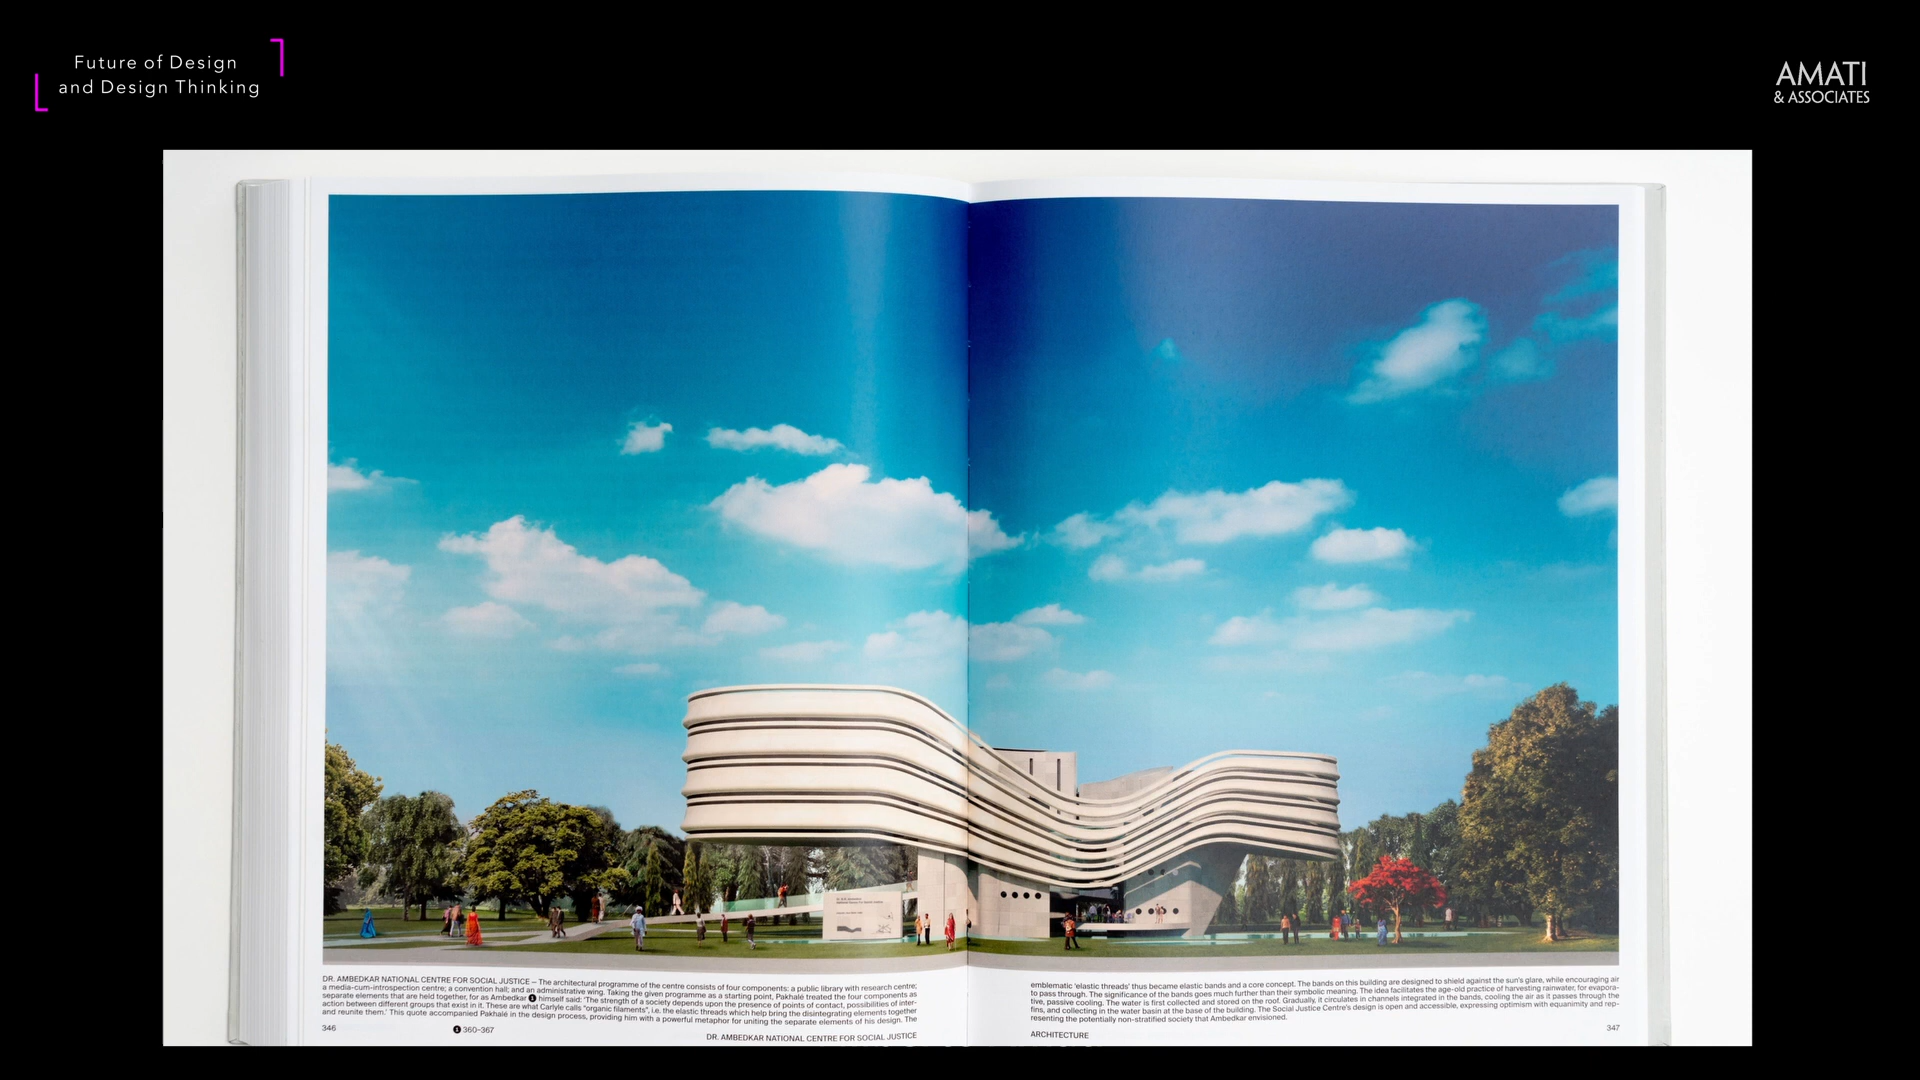 Future of Design
and Design Thinking
AMATI
& ASSOCIATES
DR. AMBEDKAR NATIONAL CENTRE FOR SOCIAL JUSTICE – The architectural programme of the centre consists of four components: a public library with research centre;
a media-cum-introspection centre; a convention hall; and an administrative wing. Taking the given programme as a starting point, Pakhalé treated the four components as
separate elements that are held together, for as Ambedkar 1 himself said: 'The strength of a society depends upon the presence of points of contact, possibilities of inter-
action between different groups that exist in it. These are what Carlyle calls "organic filaments", i.e. the elastic threads which help bring the disintegrating elements together
and reunite them.' This quote accompanied Pakhalé in the design process, providing him with a powerful metaphor for uniting the separate elements of his design. The
346
1 360–367
DR. AMBEDKAR NATIONAL CENTRE FOR SOCIAL JUSTICE
emblematic 'elastic threads' thus became elastic bands and a core concept. The bands on this building are designed to shield against the sun's glare, while encouraging air
to pass through. The significance of the bands goes much further than their symbolic meaning. The idea facilitates the age-old practice of harvesting rainwater, for evapora-
tive, passive cooling. The water is first collected and stored on the roof. Gradually, it circulates in channels integrated in the bands, cooling the air as it passes through the
fins, and collecting in the water basin at the base of the building. The Social Justice Centre's design is open and accessible, expressing optimism with equanimity and rep-
resenting the potentially non-stratified society that Ambedkar envisioned.
347
ARCHITECTURE